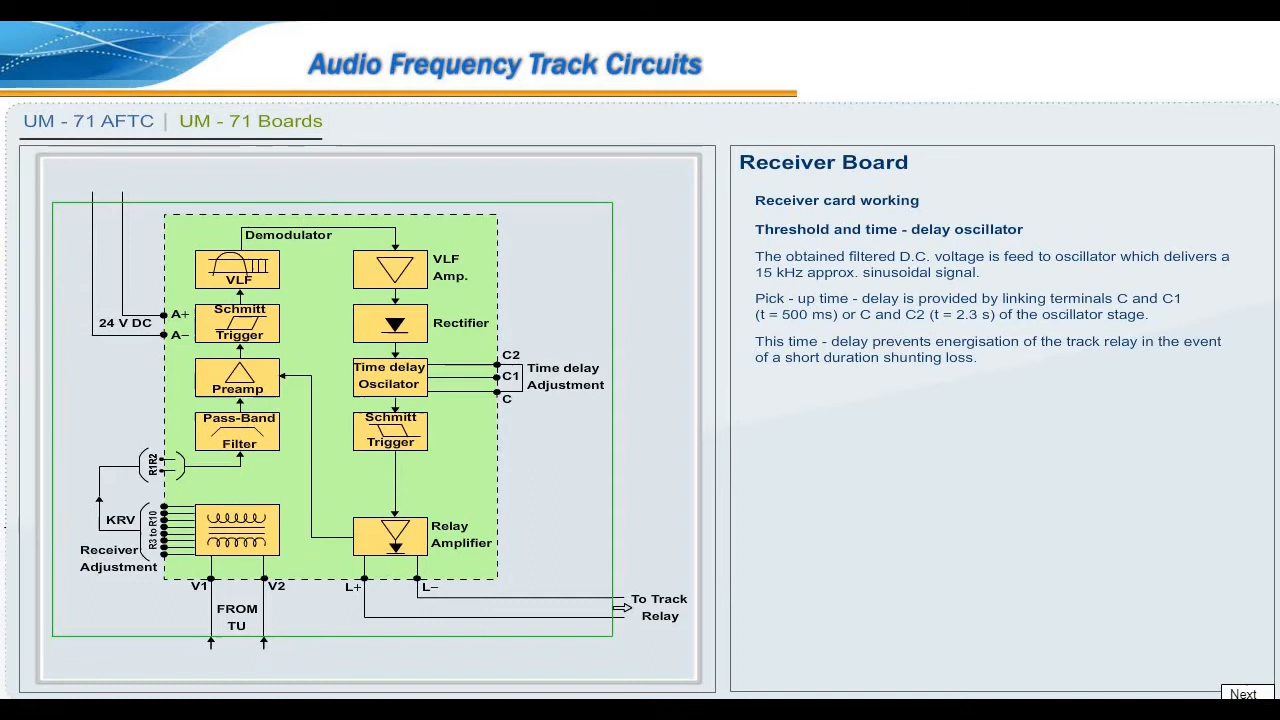 Audio Frequency Track Circuits
UM - 71 AFTC | UM - 71 Boards
Demodulator
VLF
VLF
Amp.
Schmitt
Trigger
A+
24 V DC
A–
Rectifier
Preamp
Time delay
Oscilator
C2
C1
C
Time delay
Adjustment
Pass-Band
Filter
Schmitt
Trigger
R1R2
KRV
R3 to R10
Receiver
Adjustment
Relay
Amplifier
V1
V2
L+
L–
FROM
TU
To Track
Relay
Receiver Board
Receiver card working
Threshold and time - delay oscillator
The obtained filtered D.C. voltage is feed to oscillator which delivers a
15 kHz approx. sinusoidal signal.
Pick - up time - delay is provided by linking terminals C and C1
(t = 500 ms) or C and C2 (t = 2.3 s) of the oscillator stage.
This time - delay prevents energisation of the track relay in the event
of a short duration shunting loss.
Next